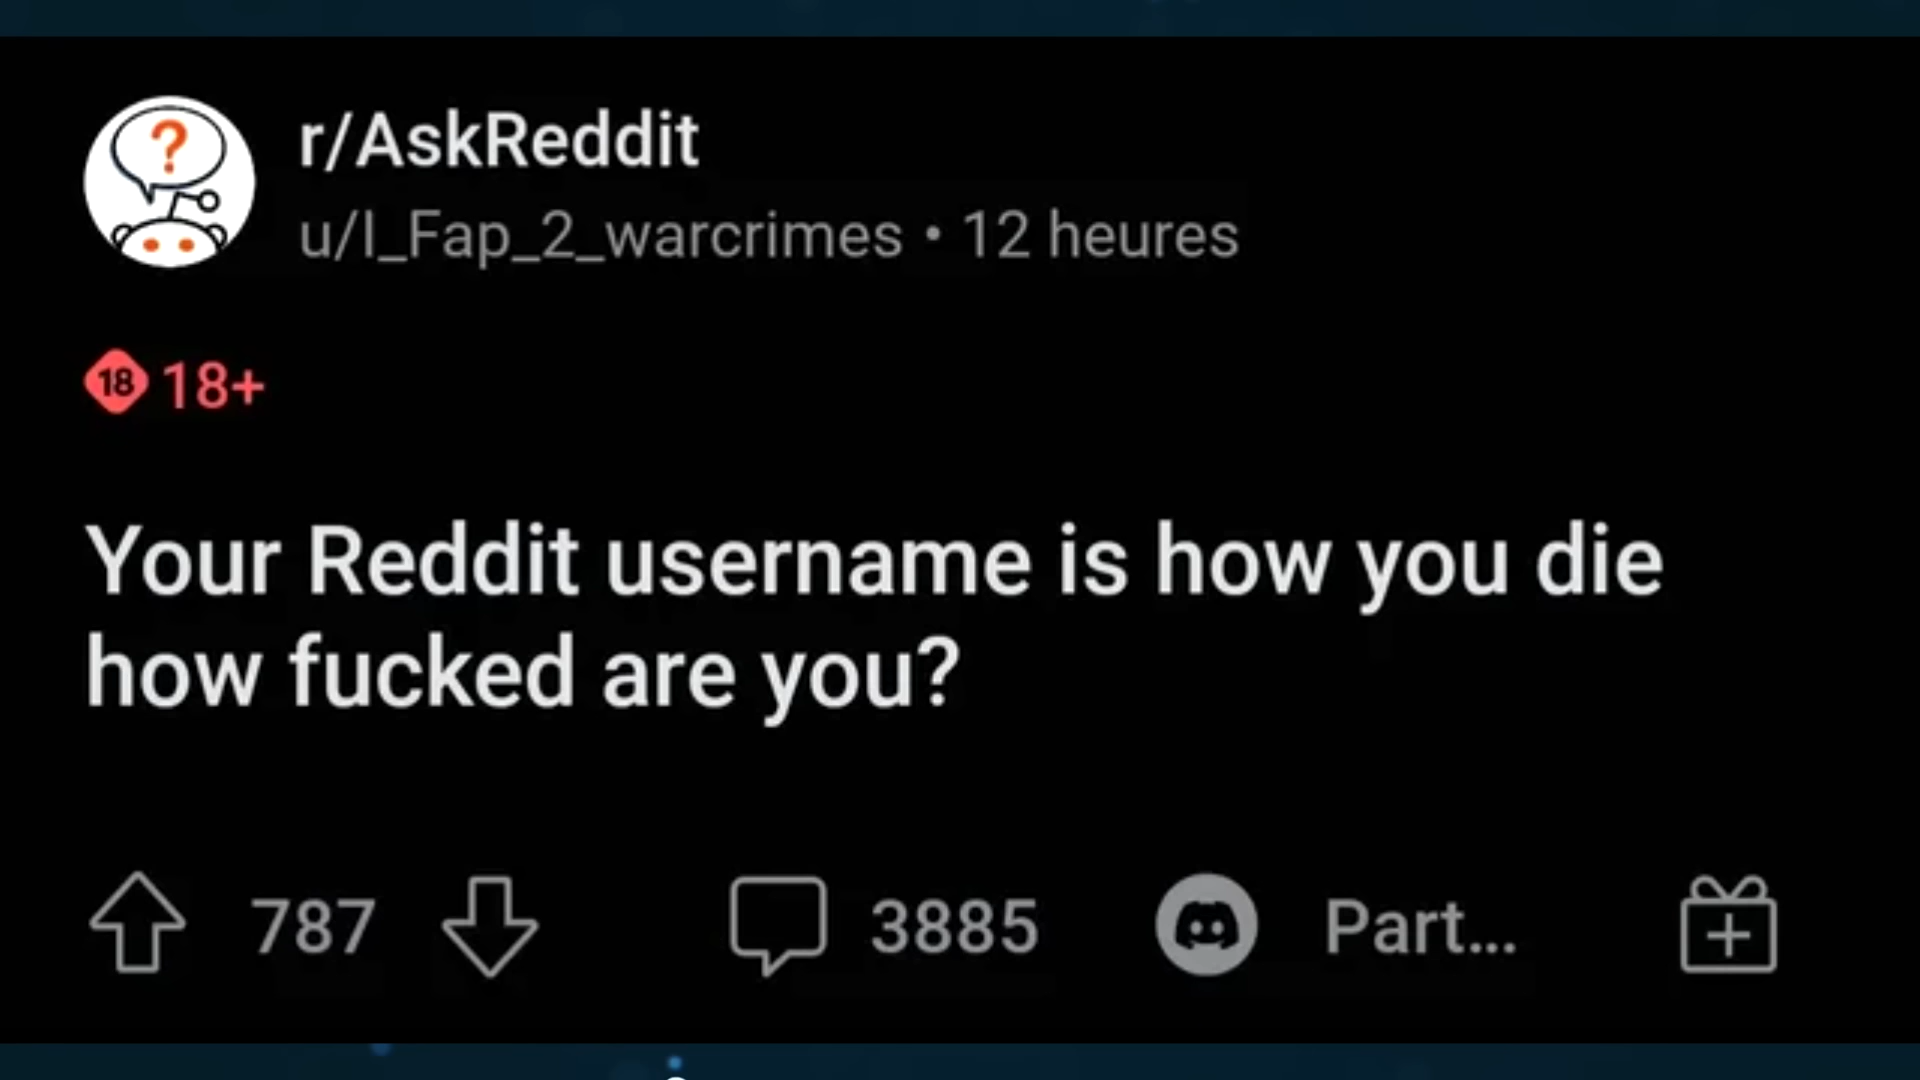 ?
r/AskReddit
u/I_Fap_2_warcrimes • 12 heures
18 18+
Your Reddit username is how you die
how fucked are you?
787 3885 Part...